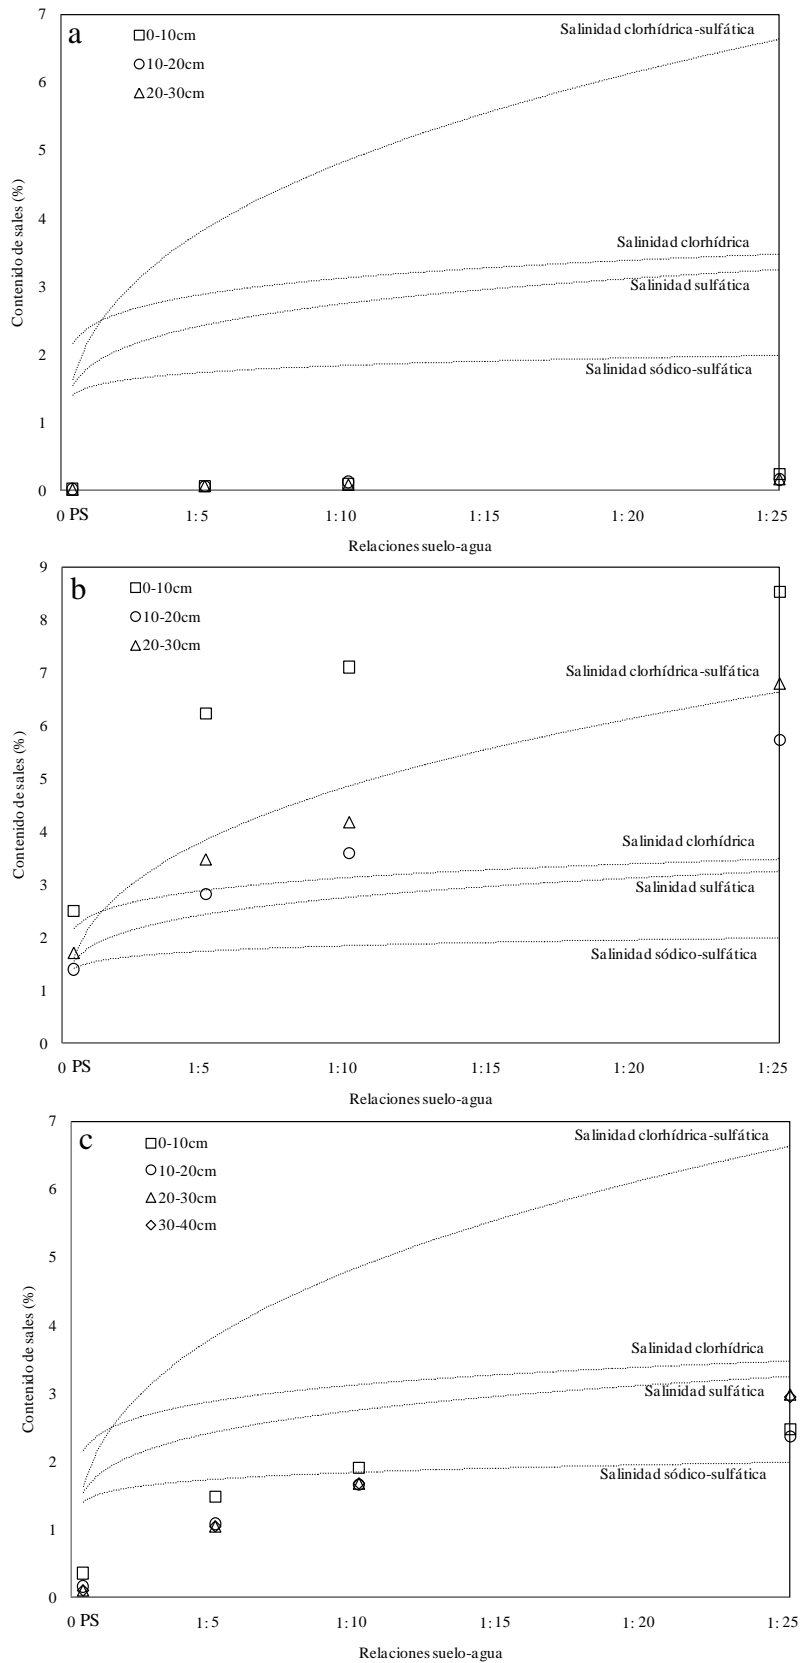 a
0-10cm
10-20cm
20-30cm
Salinidad clorhídrica-sulfática
Salinidad clorhídrica
Salinidad sulfática
Salinidad sódico-sulfática
Contenido de sales (%)
7
6
5
4
3
2
1
0
0 PS 1:5 1:10 1:15 1:20 1:25
Relaciones suelo-agua
b
0-10cm
10-20cm
20-30cm
Salinidad clorhídrica-sulfática
Salinidad clorhídrica
Salinidad sulfática
Salinidad sódico-sulfática
Contenido de sales (%)
9
8
7
6
5
4
3
2
1
0
0 PS 1:5 1:10 1:15 1:20 1:25
Relaciones suelo-agua
c
0-10cm
10-20cm
20-30cm
30-40cm
Salinidad clorhídrica-sulfática
Salinidad clorhídrica
Salinidad sulfática
Salinidad sódico-sulfática
Contenido de sales (%)
7
6
5
4
3
2
1
0
0 PS 1:5 1:10 1:15 1:20 1:25
Relaciones suelo-agua